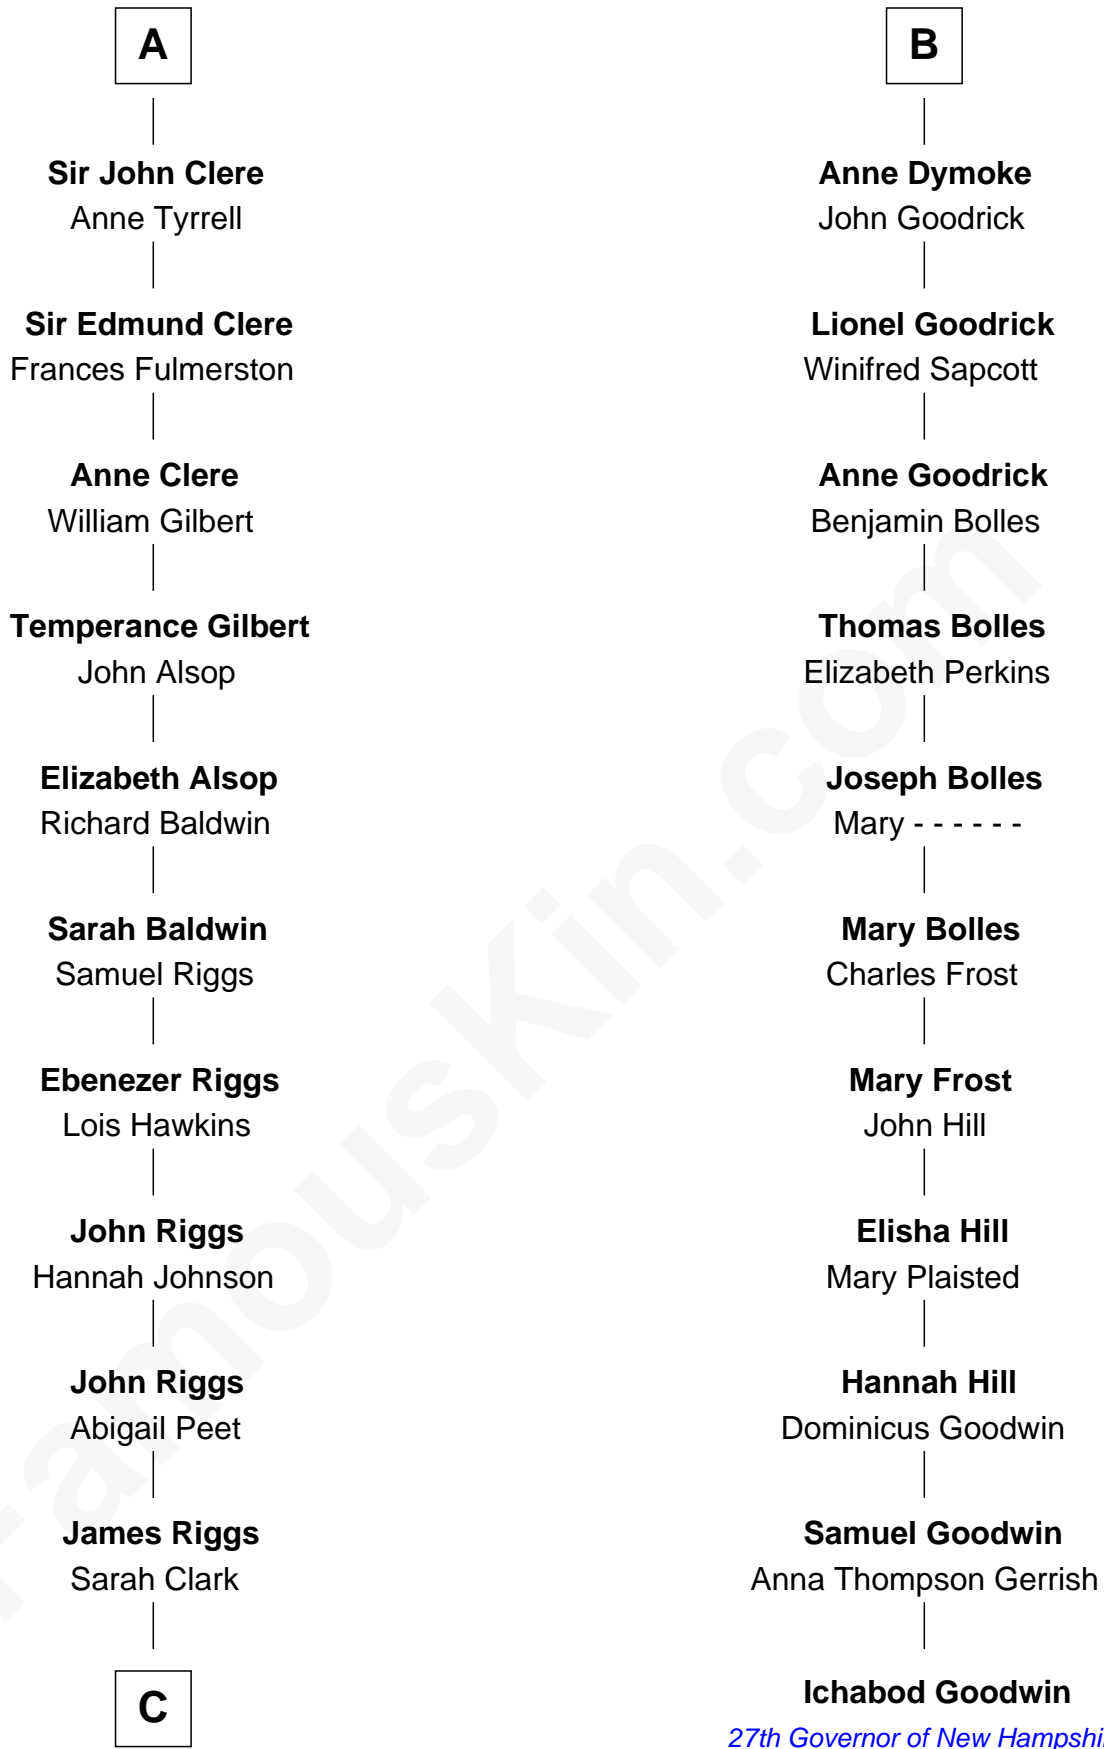 A
Sir John Clere
Anne Tyrrell
Sir Edmund Clere
Frances Fulmerston
Anne Clere
William Gilbert
Temperance Gilbert
John Alsop
Elizabeth Alsop
Richard Baldwin
Sarah Baldwin
Samuel Riggs
Ebenezer Riggs
Lois Hawkins
John Riggs
Hannah Johnson
John Riggs
Abigail Peet
James Riggs
Sarah Clark
C
B
Anne Dymoke
John Goodrick
Lionel Goodrick
Winifred Sapcott
Anne Goodrick
Benjamin Bolles
Thomas Bolles
Elizabeth Perkins
Joseph Bolles
Mary - - - - - -
Mary Bolles
Charles Frost
Mary Frost
John Hill
Elisha Hill
Mary Plaisted
Hannah Hill
Dominicus Goodwin
Samuel Goodwin
Anna Thompson Gerrish
Ichabod Goodwin
27th Governor of New Hampshi
FamousKin.com